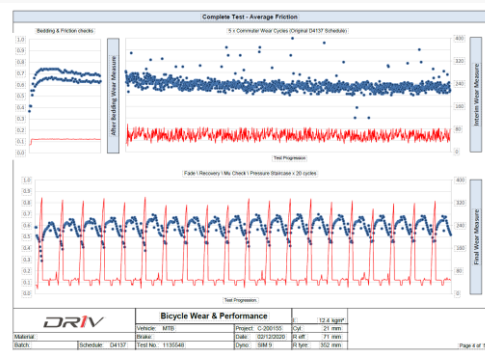 Complete Test - Average Friction
Bedding & Friction checks
5 x Commuter Wear Cycles (Original D4137 Schedule)
1.0
0.9
0.8
0.7
0.6
0.5
0.4
0.3
0.2
0.1
0.0
After Bedding Wear Measure
400
320
240
160
80
0
Interim Wear Measure
Test Progression
Fade \ Recovery \ Mu Check \ Pressure Staircase x 20 cycles
1.0
0.9
0.8
0.7
0.6
0.5
0.4
0.3
0.2
0.1
0.0
400
320
240
160
80
0
Final Wear Measure
Test Progression
DRiV
Bicycle Wear & Performance
I: 12.4 kgm²
Vehicle: MTB Project: C-200155 Cyl 21 mm
Material: Brake: Date: 02/12/2020 R eff 71 mm
Batch: Schedule: D4137 Test No. Dyno: SIM 9 R tyre: 352 mm
Page 4 of